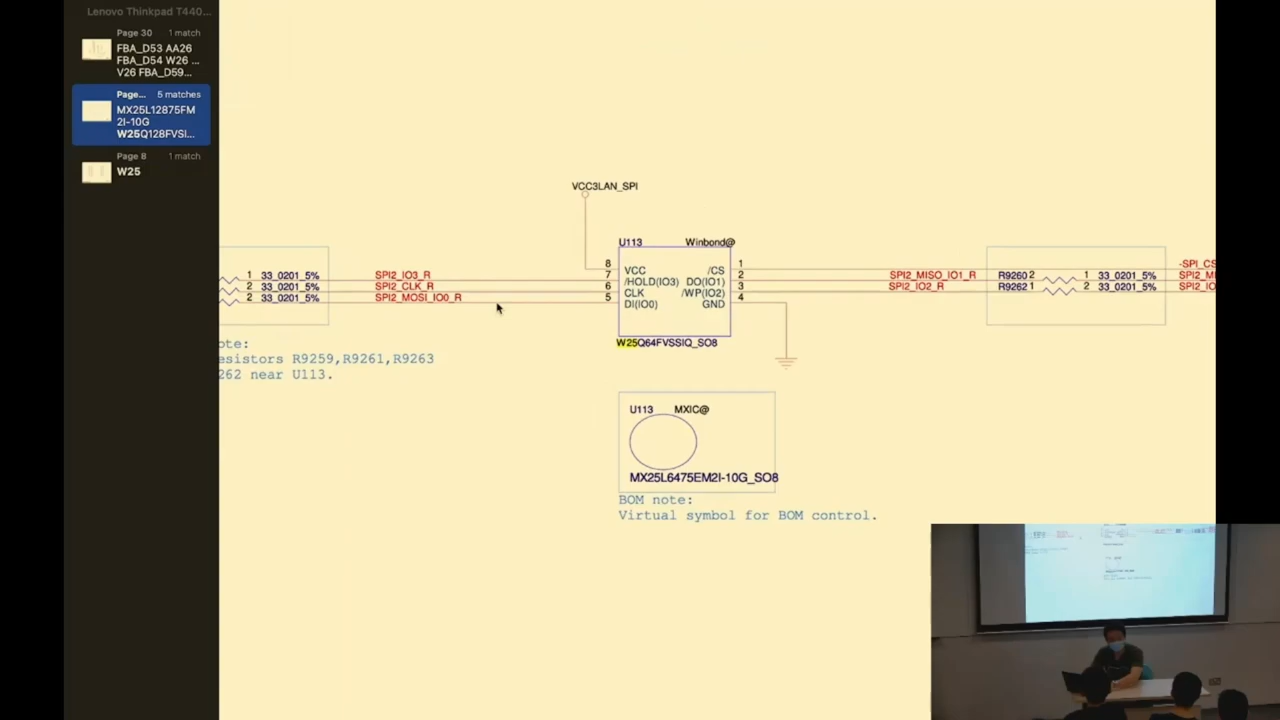 Lenovo Thinkpad T440...
Page 30 1 match
FBA_D53 AA26
FBA_D54 W26 ...
V26 FBA_D59...
Page... 5 matches
MX25L12875FM
2I-10G
W25Q128FVSI...
Page 8 1 match
W25
VCC3LAN_SPI
U113 Winbond@
8 VCC /CS 1
7 /HOLD(IO3) DO(IO1) 2
6 CLK /WP(IO2) 3
5 DI(IO0) GND 4
W25Q64FVSSIQ_SO8
1 33_0201_5% SPI2_IO3_R
2 33_0201_5% SPI2_CLK_R
2 33_0201_5% SPI2_MOSI_IO0_R
SPI2_MISO_IO1_R R9260 2 1 33_0201_5% SPI2_MI
SPI2_IO2_R R9262 1 2 33_0201_5% SPI2_IO
-SPI_CS
ote:
esistors R9259,R9261,R9263
262 near U113.
U113 MXIC@
MX25L6475EM2I-10G_SO8
BOM note:
Virtual symbol for BOM control.